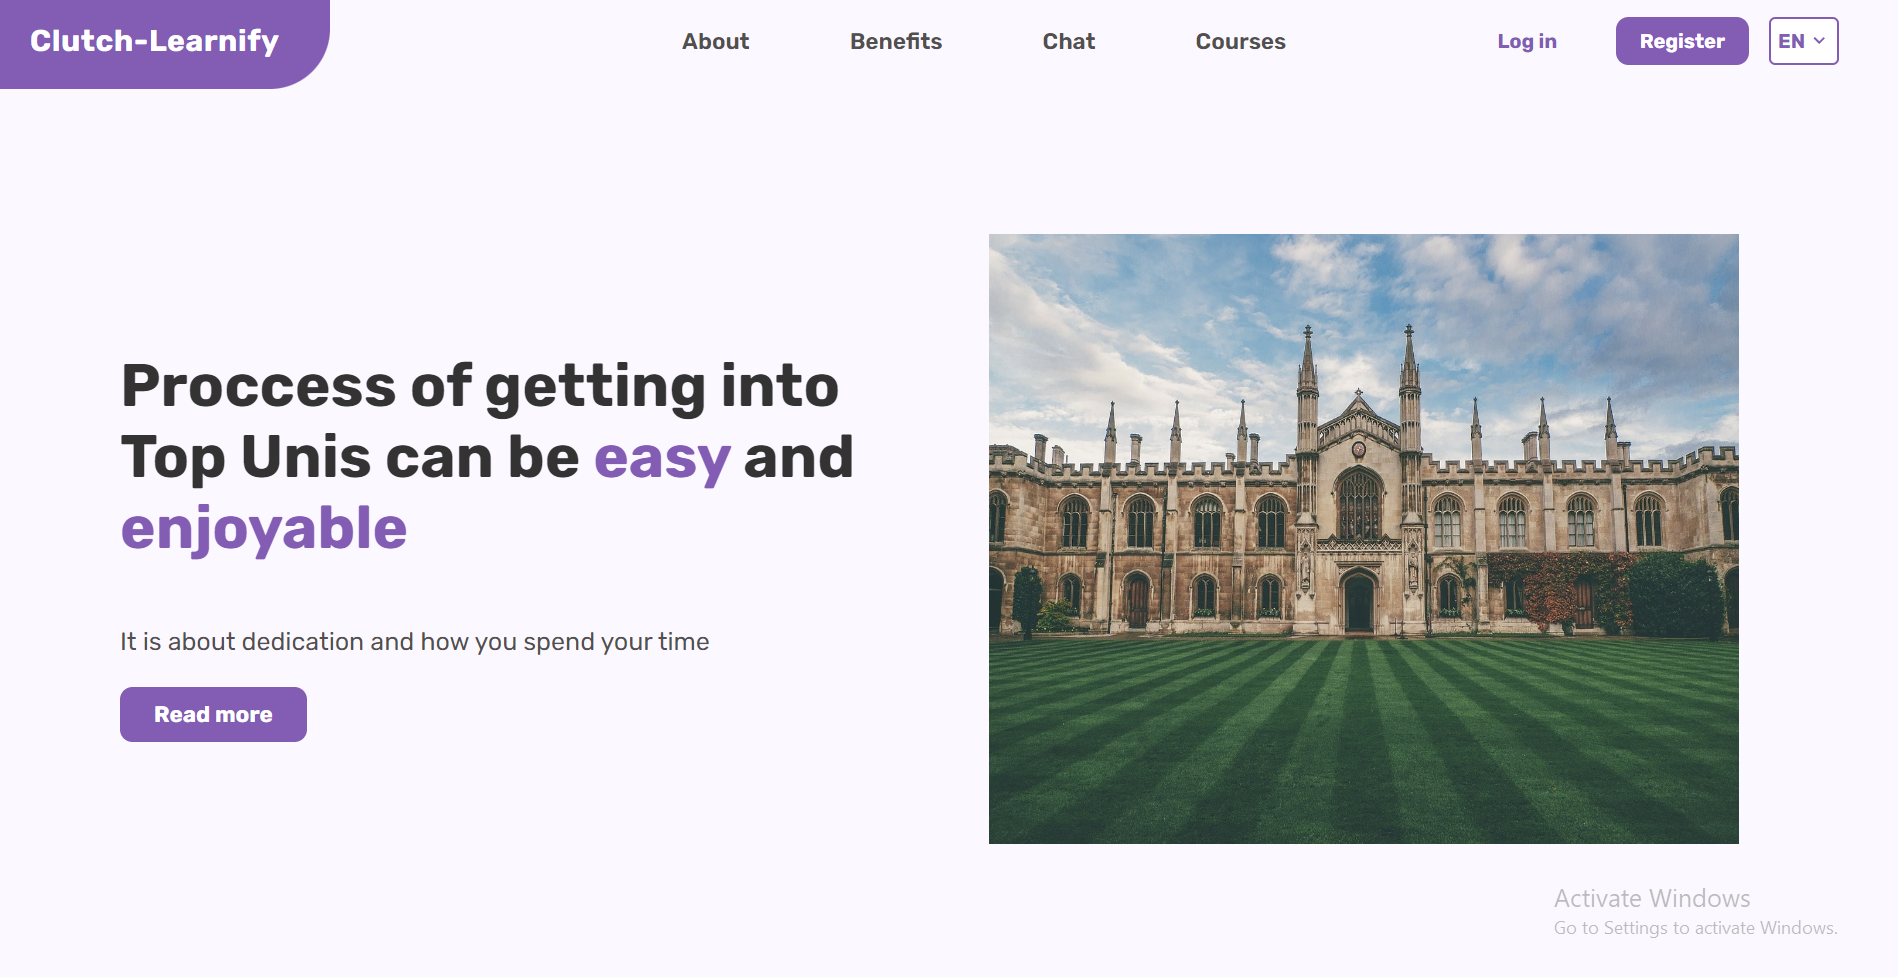 Clutch-Learnify
About
Benefits
Chat
Courses
Log in
Register
EN
Proccess of getting into
Top Unis can be easy and
enjoyable
It is about dedication and how you spend your time
Read more
Activate Windows
Go to Settings to activate Windows.